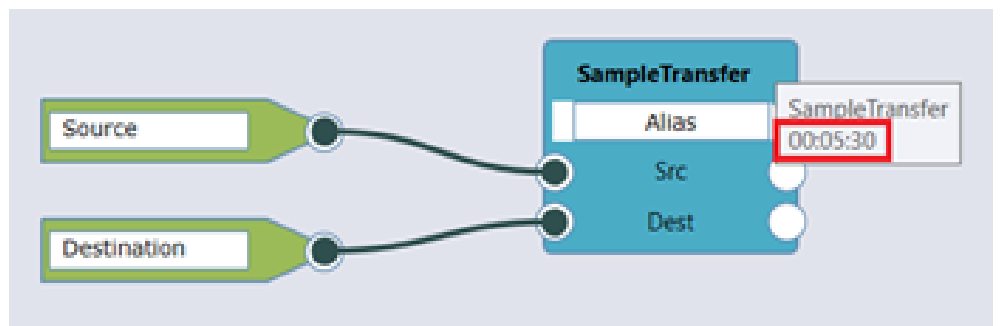 Source
Destination
SampleTransfer
Alias
Src
Dest
SampleTransfer
00:05:30